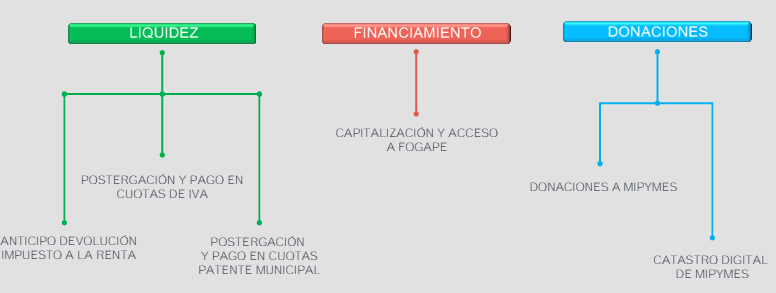 LIQUIDEZ
POSTERGACIÓN Y PAGO EN
CUOTAS DE IVA
ANTICIPO DEVOLUCIÓN
IMPUESTO A LA RENTA
POSTERGACIÓN
Y PAGO EN CUOTAS
PATENTE MUNICIPAL
FINANCIAMIENTO
CAPITALIZACIÓN Y ACCESO
A FOGAPE
DONACIONES
DONACIONES A MIPYMES
CATASTRO DIGITAL
DE MIPYMES